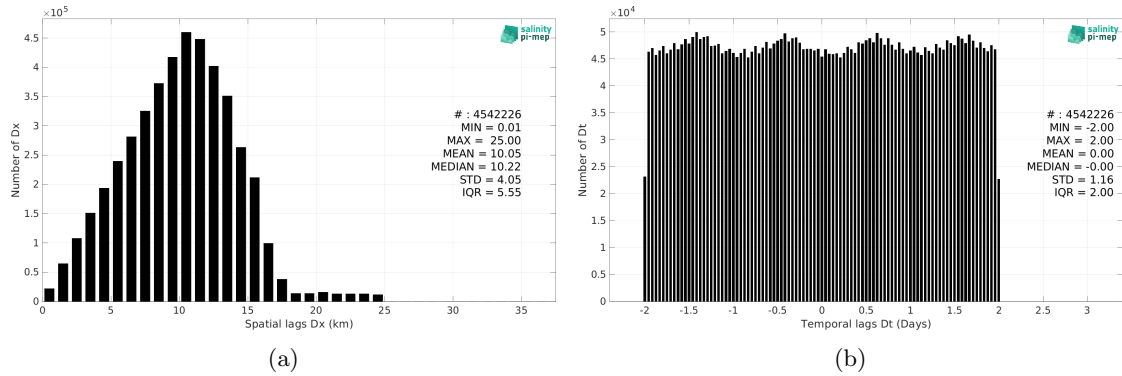 ×10⁵
4.5
4
3.5
3
2.5
2
1.5
1
0.5
0
Number of Dx
0 5 10 15 20 25 30 35
Spatial lags Dx (km)
salinity
pi-mep
# : 4542226
MIN = 0.01
MAX = 25.00
MEAN = 10.05
MEDIAN = 10.22
STD = 4.05
IQR = 5.55
(a)
×10⁴
5
4.5
4
3.5
3
2.5
2
1.5
1
0.5
0
Number of Dt
-2 -1.5 -1 -0.5 0 0.5 1 1.5 2 2.5 3
Temporal lags Dt (Days)
salinity
pi-mep
# : 4542226
MIN = -2.00
MAX = 2.00
MEAN = 0.00
MEDIAN = -0.00
STD = 1.16
IQR = 2.00
(b)